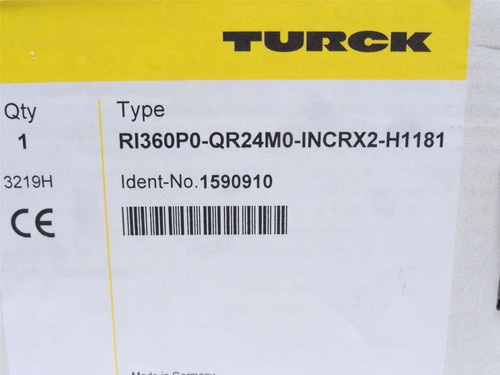 TURCK
Qty
Type
1
RI360P0-QR24M0-INCRX2-H1181
3219H
Ident-No.1590910
CE
Made in Germany